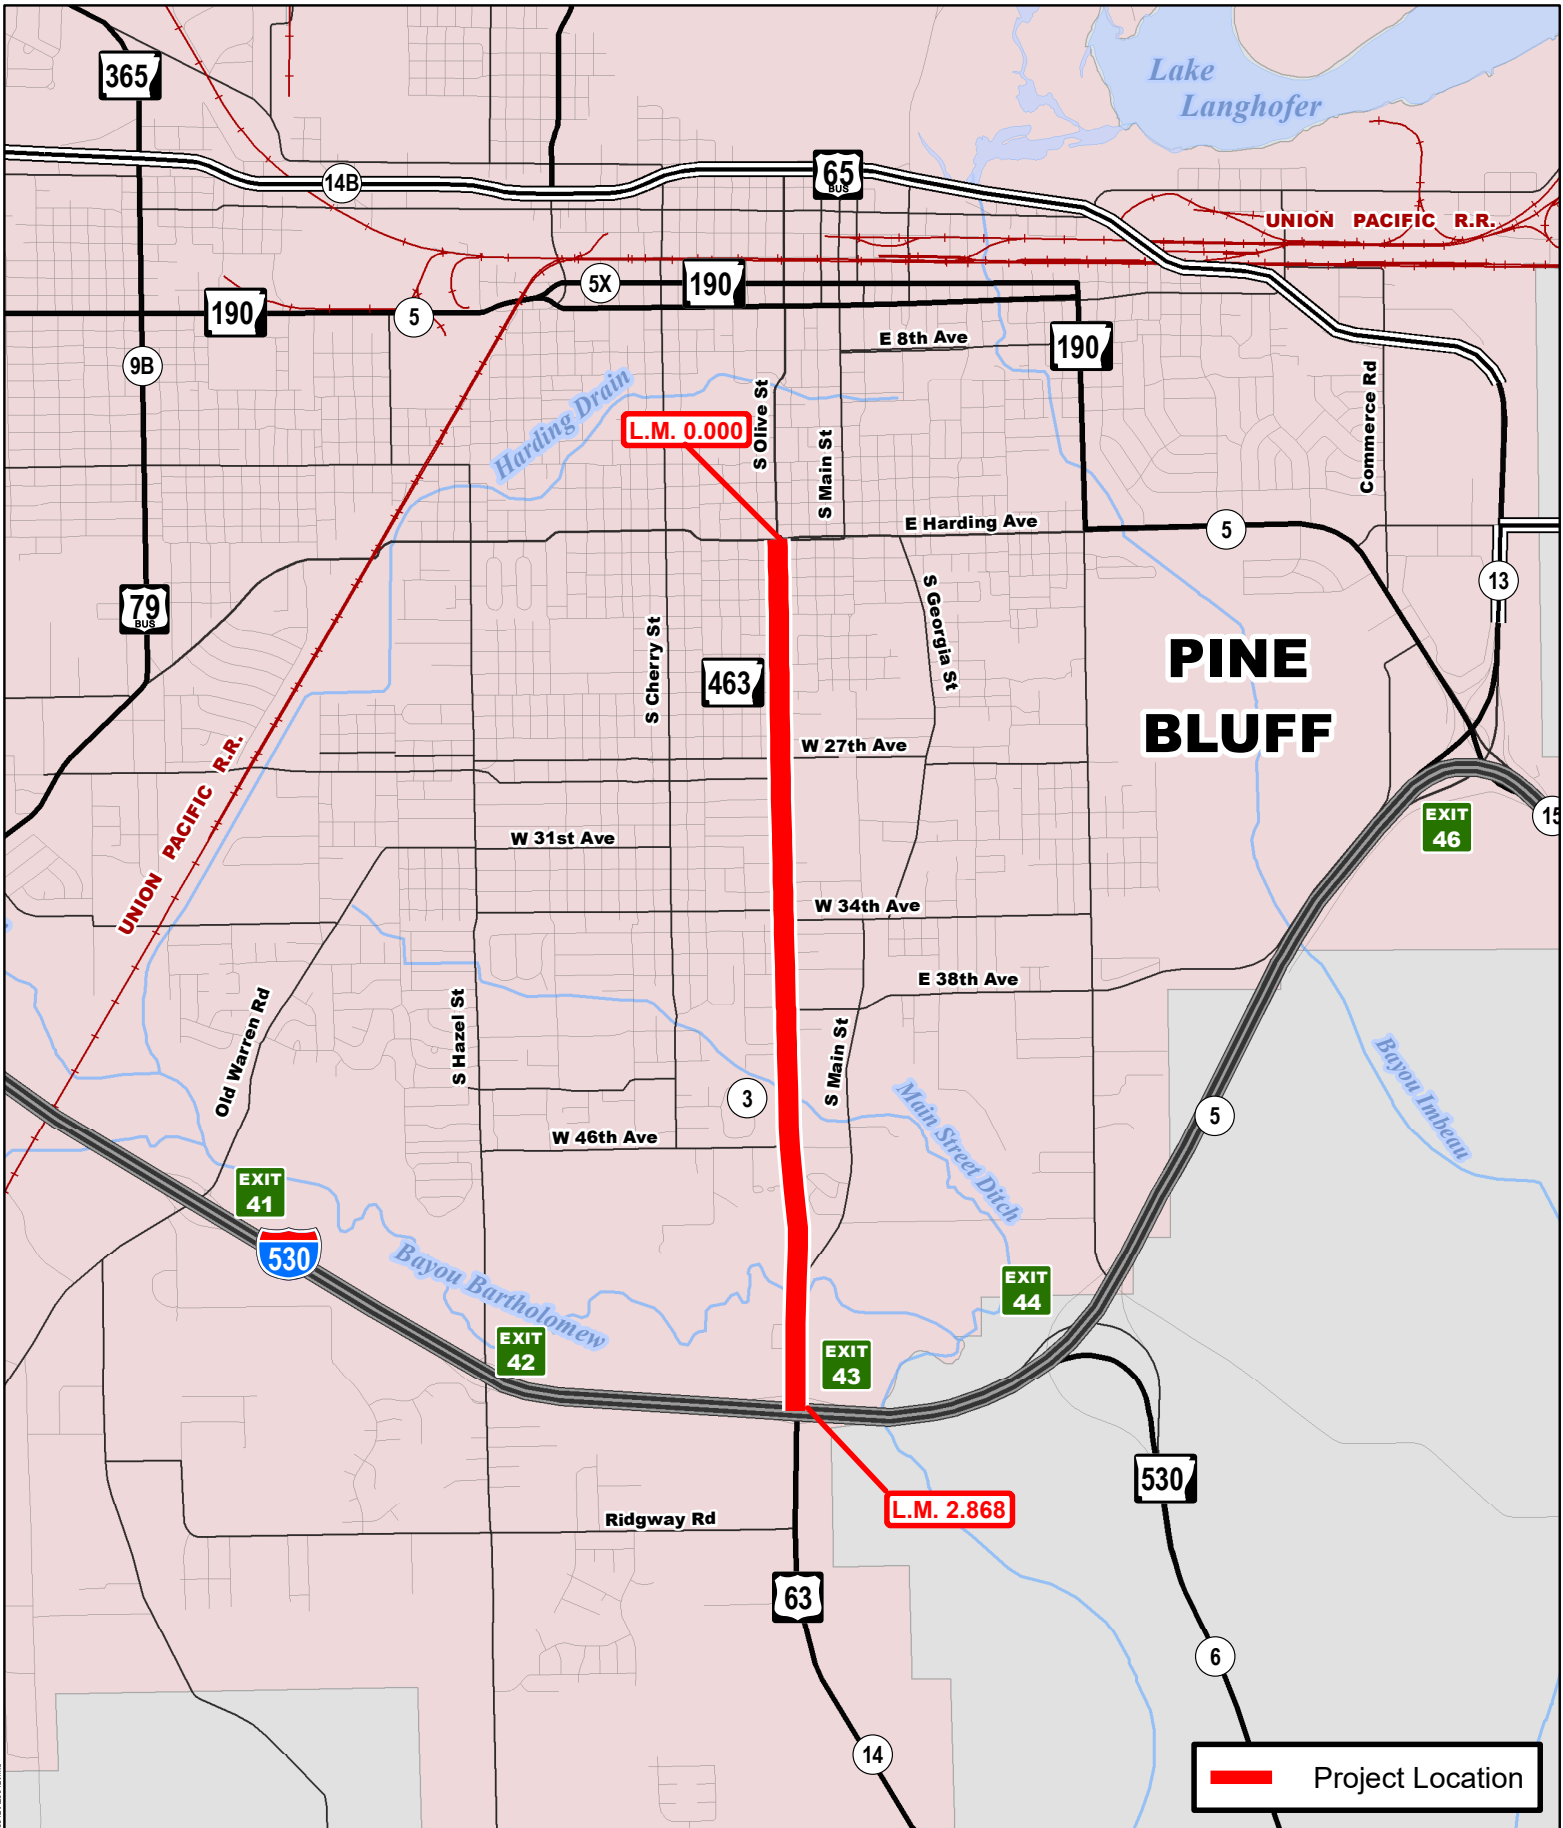 365
Lake
Langhofer
14B
65
BUS
UNION PACIFIC R.R.
190
5
5X
190
E 8th Ave
190
9B
Harding Drain
L.M. 0.000
S Olive St
S Main St
Commerce Rd
E Harding Ave
5
13
79
BUS
S Cherry St
463
S Georgia St
PINE
BLUFF
W 27th Ave
UNION PACIFIC R.R.
W 31st Ave
EXIT
46
15
W 34th Ave
E 38th Ave
Old Warren Rd
S Hazel St
3
S Main St
Main Street Ditch
5
Bayou Imbeau
W 46th Ave
EXIT
41
530
Bayou Bartholomew
EXIT
42
EXIT
43
EXIT
44
L.M. 2.868
530
Ridgway Rd
63
6
14
Project Location